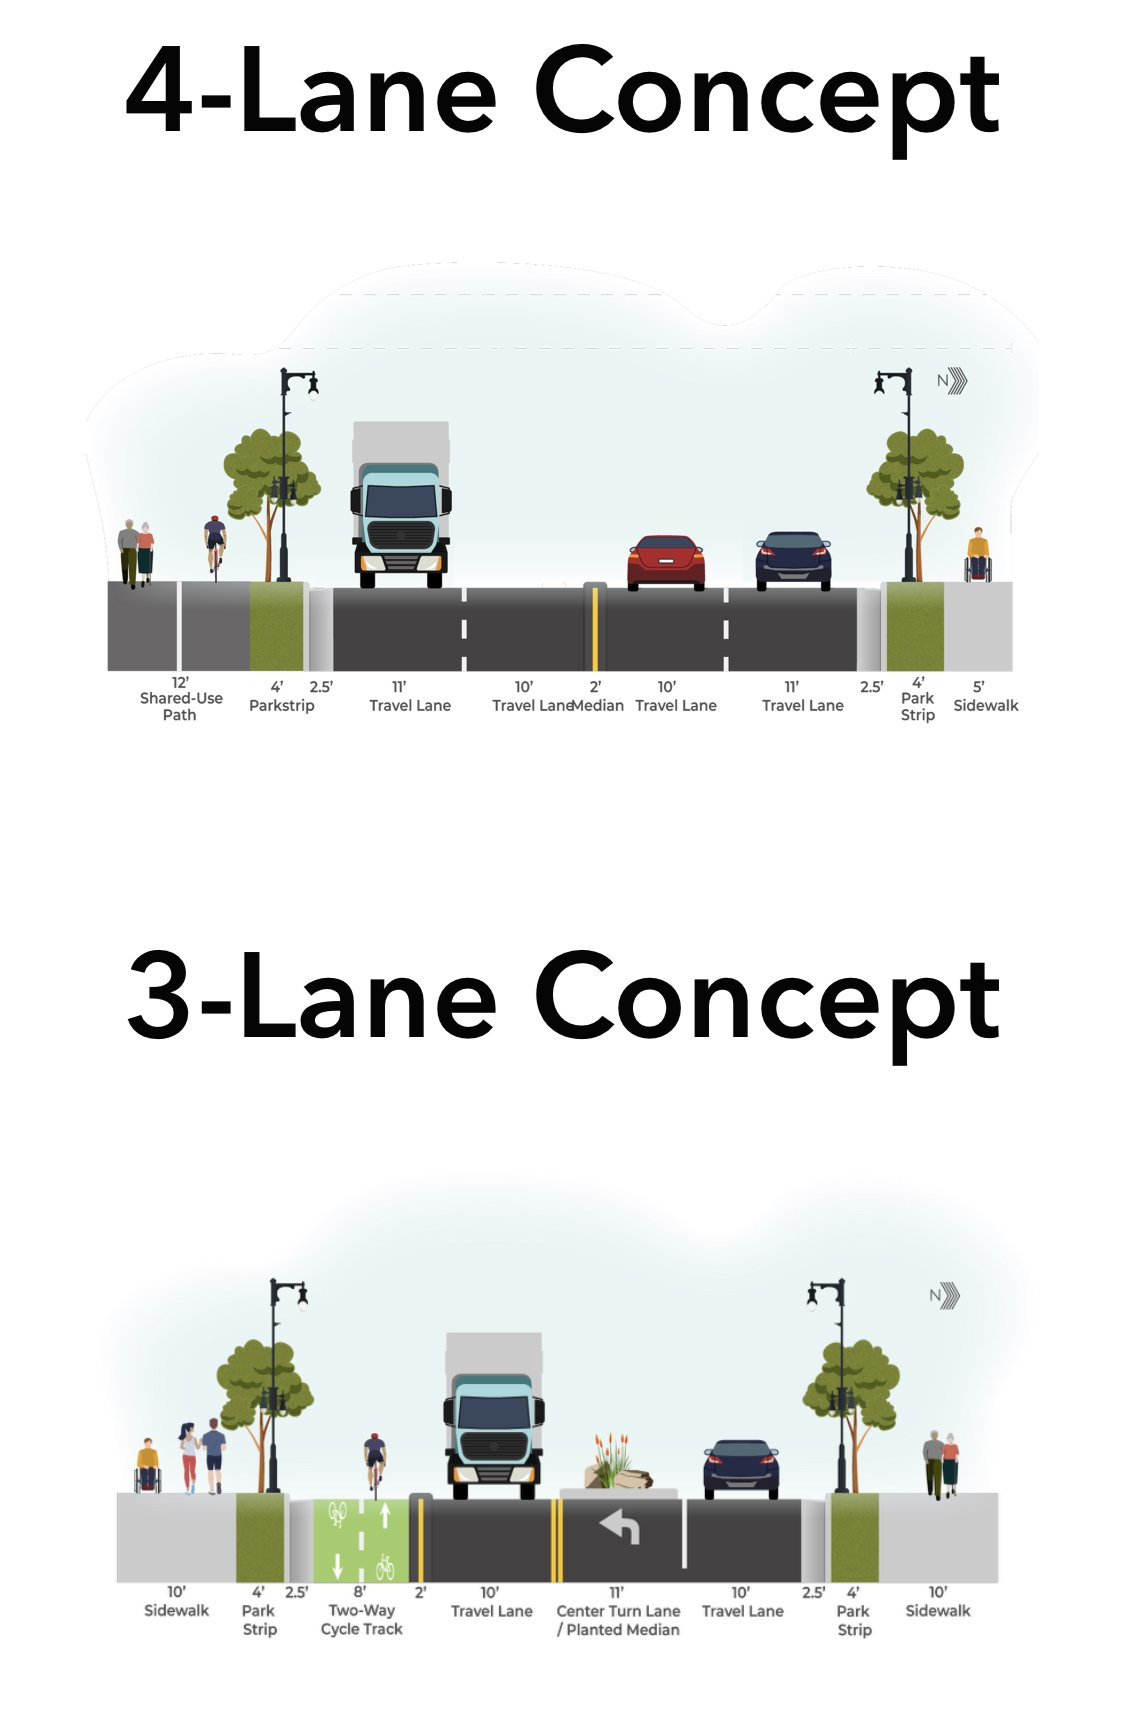 4-Lane Concept
N
12’
Shared-Use
Path
4’
Parkstrip
2.5’
11’
Travel Lane
10’
Travel Lane
2’
Median
10’
Travel Lane
11’
Travel Lane
2.5’
4’
Park
Strip
5’
Sidewalk
3-Lane Concept
N
10’
Sidewalk
4’
Park
Strip
2.5’
8’
Two-Way
Cycle Track
2’
10’
Travel Lane
11’
Center Turn Lane
/ Planted Median
10’
Travel Lane
2.5’
4’
Park
Strip
10’
Sidewalk